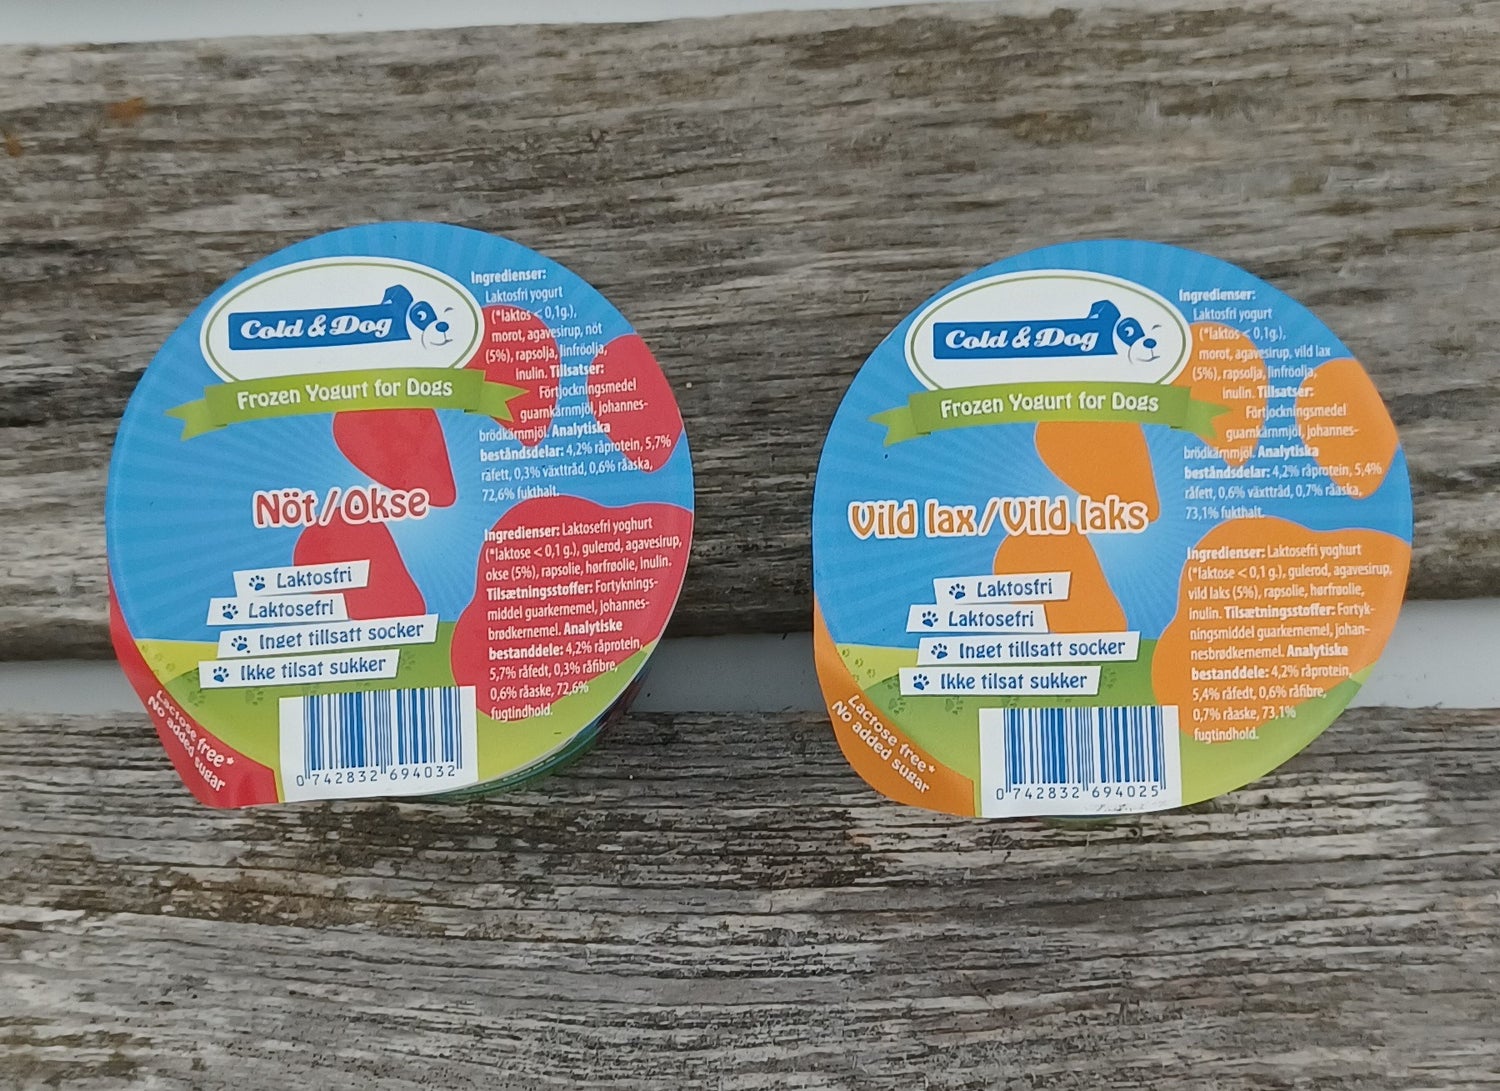 Cold & Dog
Frozen Yogurt for Dogs
Nöt/Okse
Laktosfri
Laktosefri
Inget tillsatt socker
Ikke tilsat sukker
Lactose free*
No added sugar
0 742832 694032
Ingredienser:
Laktosfri yogurt
(*laktos < 0,1g.),
morot, agavesirup, nöt
(5%), rapsolja, linfröolja,
inulin. Tillsatser:
Förtjockningsmedel
guarnkärnmjöl, johannes-
brödkärnmjöl. Analytiska
beståndsdelar: 4,2% råprotein, 5,7%
råfett, 0,3% växttråd, 0,6% råaska,
72,6% fukthalt.
Ingredienser: Laktosefri yoghurt
(*laktose < 0,1 g.), gulerod, agavesirup,
okse (5%), rapsolie, hørfrøolie, inulin.
Tilsætningsstoffer: Fortyknings-
middel guarkernemel, johannes-
brødkernemel. Analytiske
bestanddele: 4,2% råprotein,
5,7% råfedt, 0,3% råfibre,
0,6% råaske, 72,6%
fugtindhold.
Cold & Dog
Frozen Yogurt for Dogs
Vild lax/Vild laks
Laktosfri
Laktosefri
Inget tillsatt socker
Ikke tilsat sukker
Lactose free*
No added sugar
0 742832 694025
Ingredienser:
Laktosfri yogurt
(*laktos < 0,1g.),
morot, agavesirup, vild lax
(5%), rapsolja, linfröolja,
inulin. Tillsatser:
Förtjockningsmedel
guarnkärnmjöl, johannes-
brödkärnmjöl. Analytiska
beståndsdelar: 4,2% råprotein, 5,4%
råfett, 0,6% växttråd, 0,7% råaska,
73,1% fukthalt.
Ingredienser: Laktosefri yoghurt
(*laktose < 0,1 g.), gulerod, agavesirup,
vild laks (5%), rapsolie, hørfrøolie,
inulin. Tilsætningsstoffer: Fortyk-
ningsmiddel guarkernemel, johan-
nesbrødkernemel. Analytiske
bestanddele: 4,2% råprotein,
5,4% råfedt, 0,6% råfibre,
0,7% råaske, 73,1%
fugtindhold.